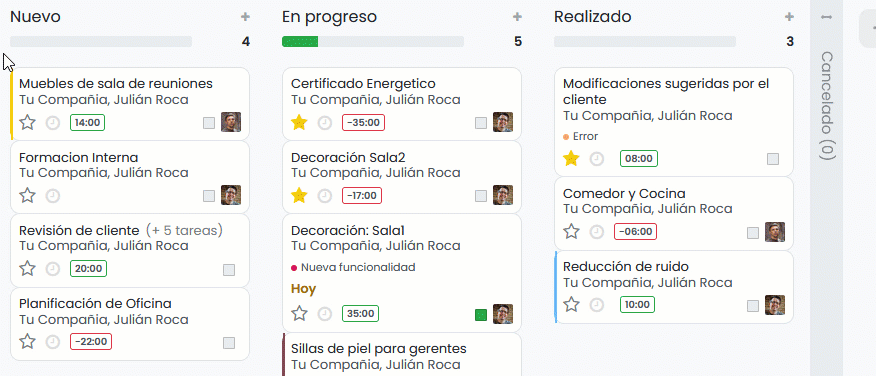 Nuevo
4
Muebles de sala de reuniones
Tu Compañia, Julián Roca
14:00
Formacion Interna
Tu Compañia, Julián Roca
Revisión de cliente (+ 5 tareas)
Tu Compañia, Julián Roca
20:00
Planificación de Oficina
Tu Compañia, Julián Roca
-22:00
En progreso
5
Certificado Energetico
Tu Compañia, Julián Roca
-35:00
Decoración Sala2
Tu Compañia, Julián Roca
-17:00
Decoración: Sala1
Tu Compañia, Julián Roca
Nueva funcionalidad
Hoy
35:00
Sillas de piel para gerentes
Tu Compañia, Julián Roca
Realizado
3
Modificaciones sugeridas por el
cliente
Tu Compañia, Julián Roca
Error
08:00
Comedor y Cocina
Tu Compañia, Julián Roca
-06:00
Reducción de ruido
Tu Compañia, Julián Roca
10:00
Cancelado (0)